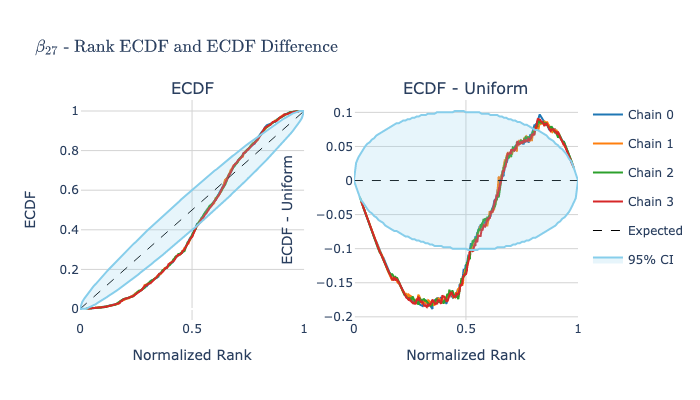 β27 - Rank ECDF and ECDF Difference
ECDF
ECDF - Uniform
1
0.8
0.6
0.4
0.2
0
ECDF
0
0.5
1
Normalized Rank
0.1
0.05
0
−0.05
−0.1
−0.15
−0.2
ECDF - Uniform
0
0.5
1
Normalized Rank
Chain 0
Chain 1
Chain 2
Chain 3
Expected
95% CI